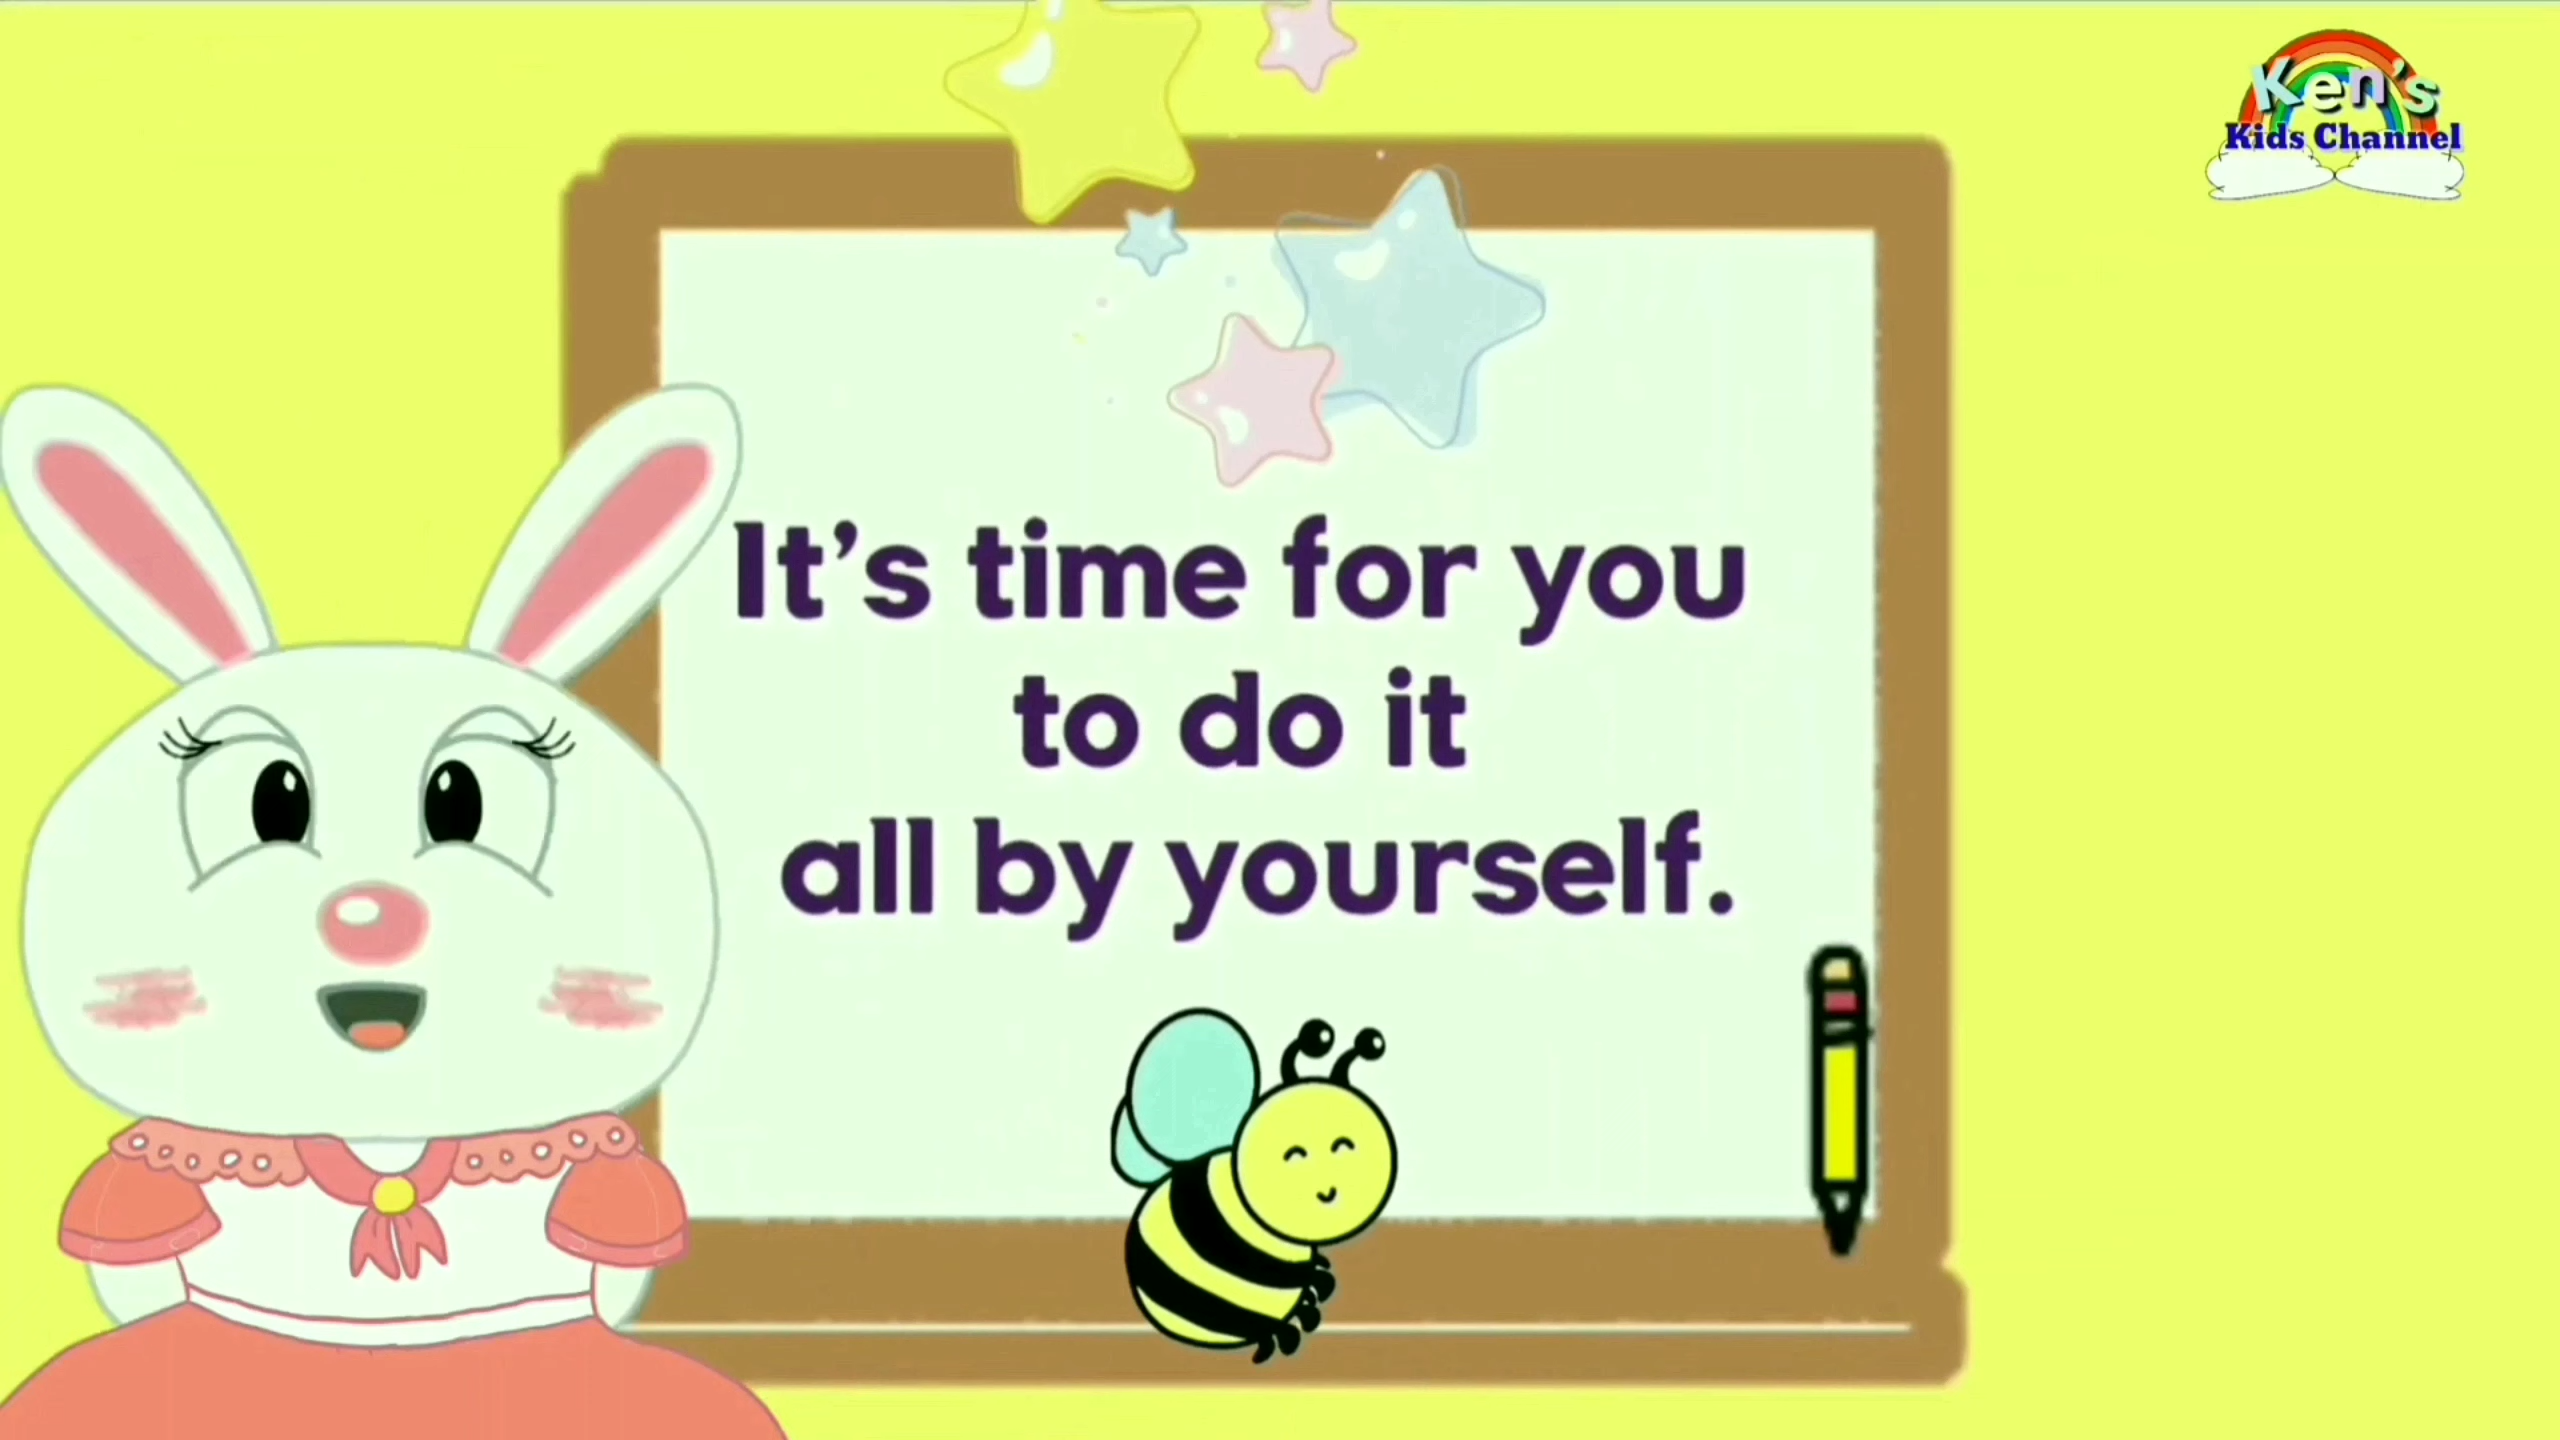 Ken's
Kids Channel
It's time for you
to do it
all by yourself.